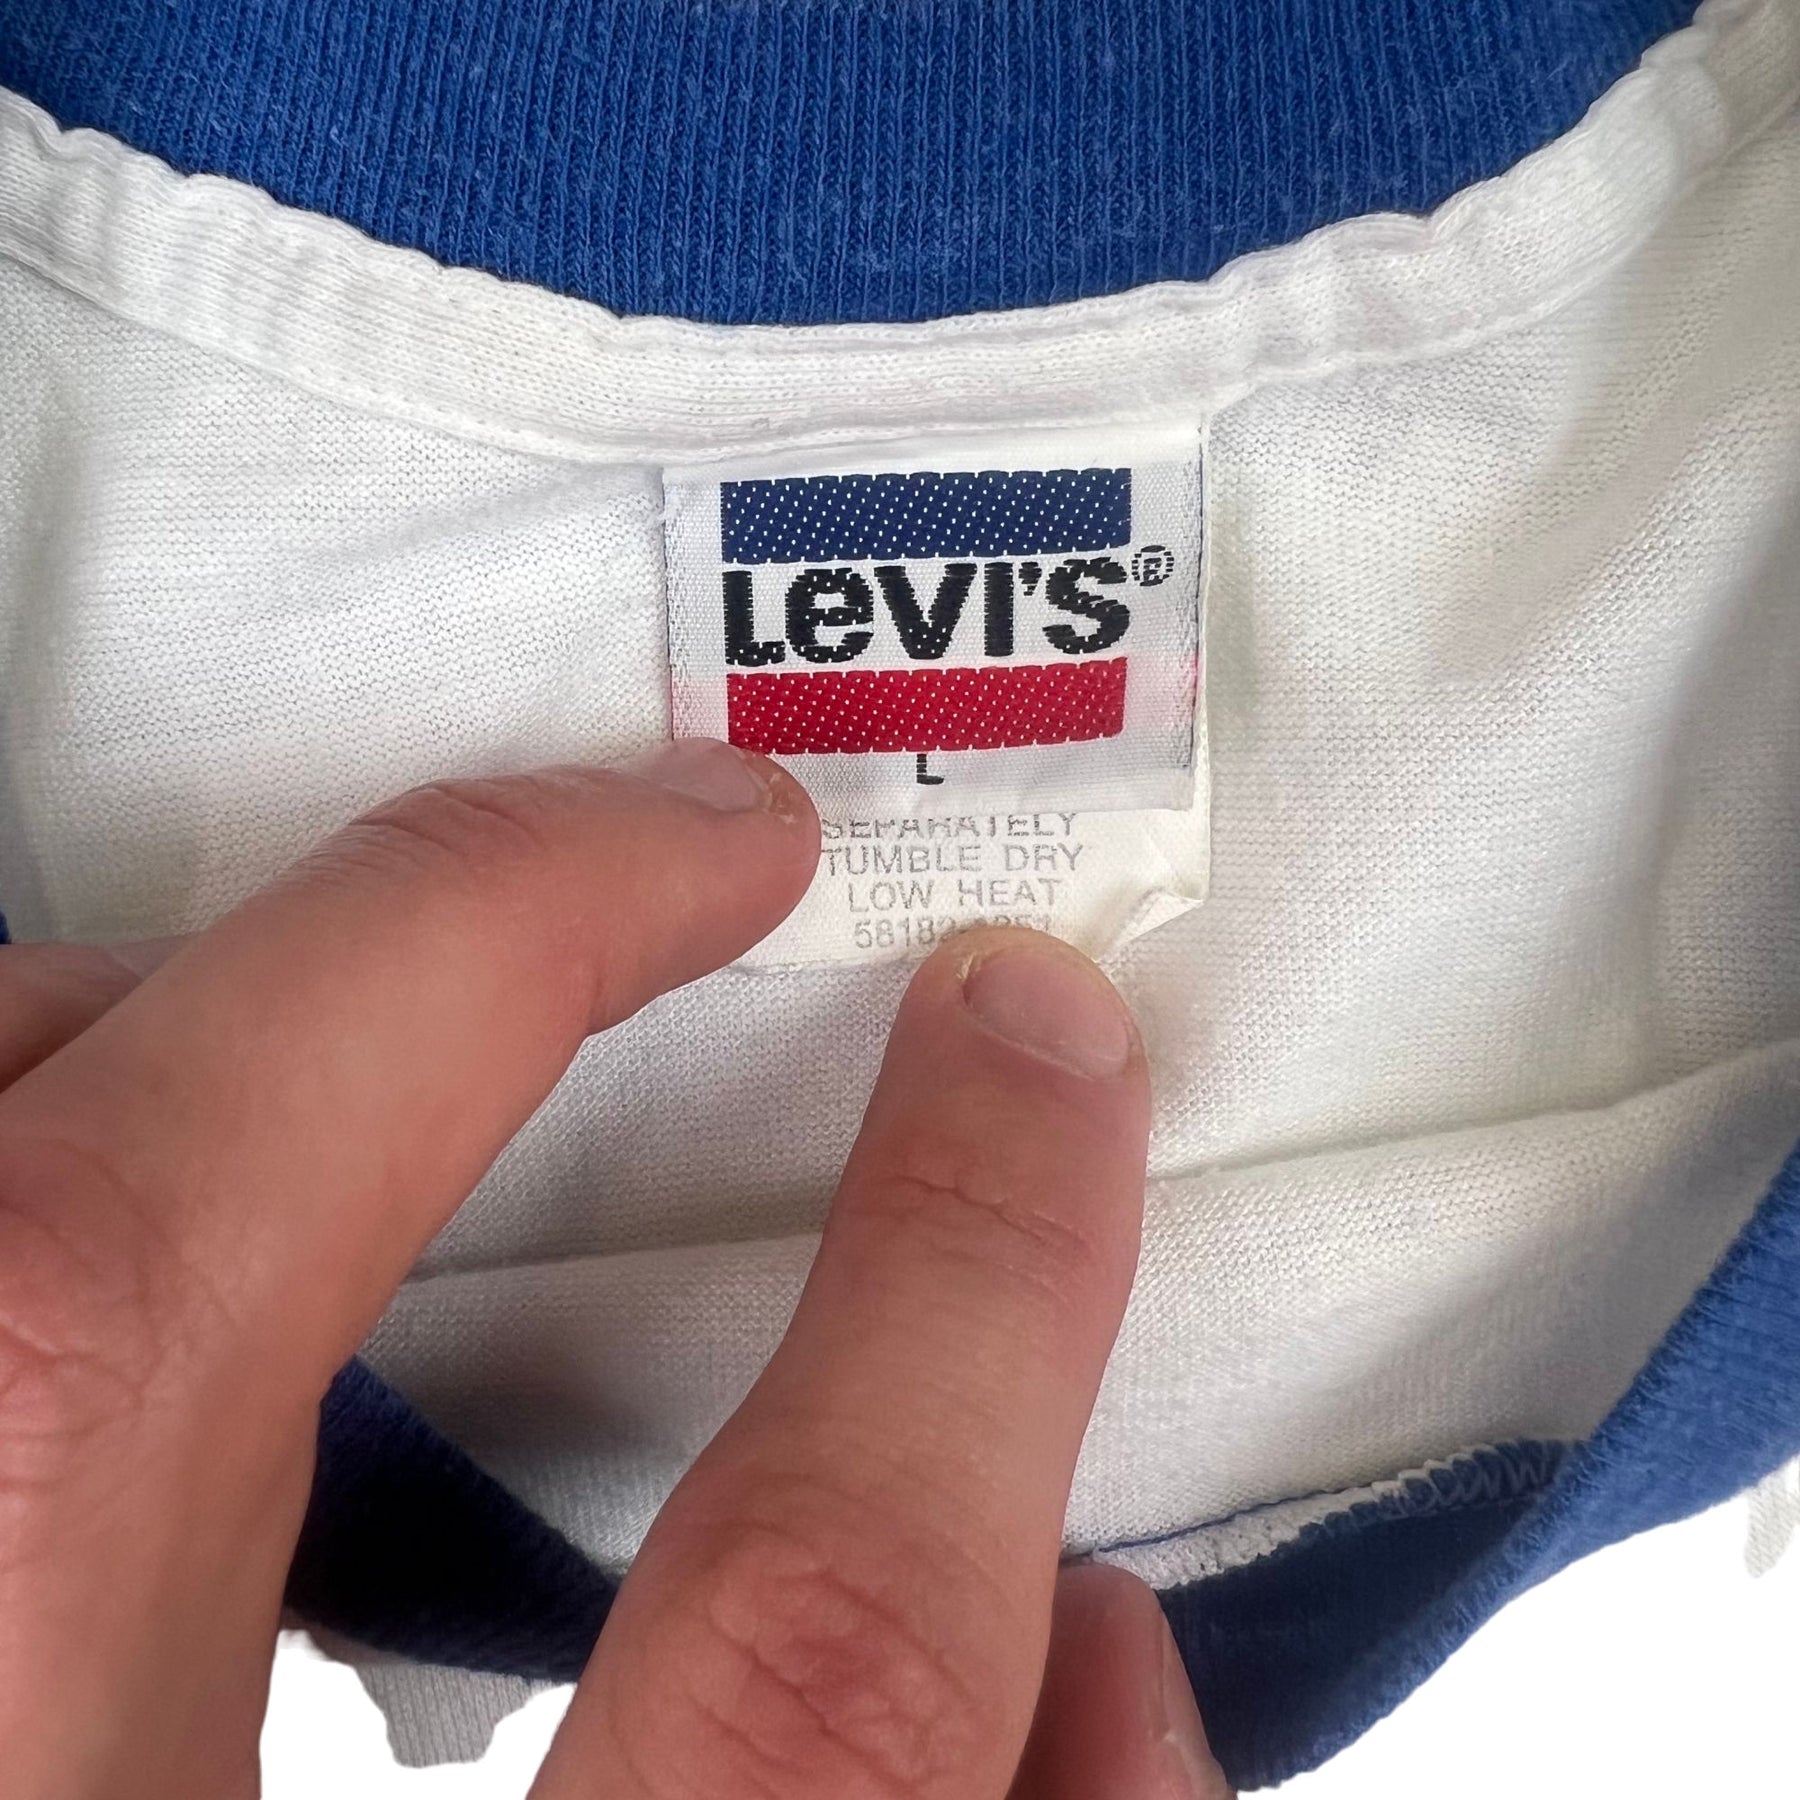 Levi's®
L
SEPARATELY
TUMBLE DRY
LOW HEAT